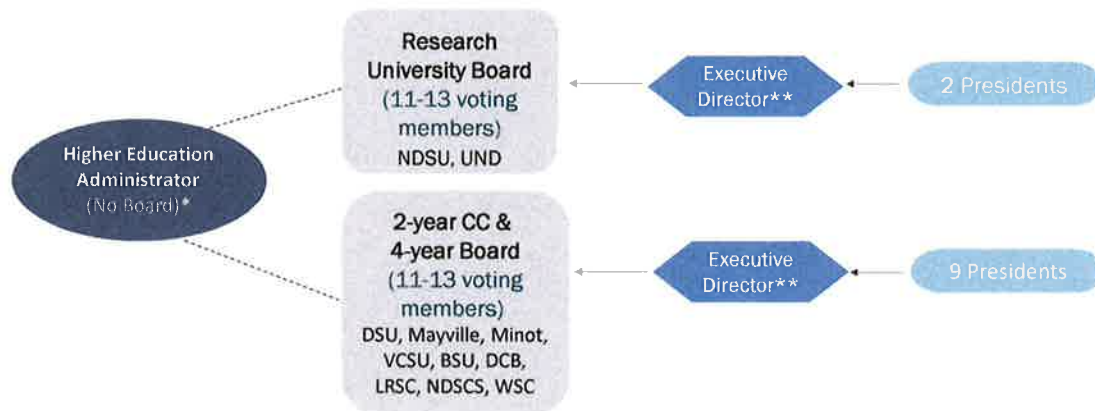 Higher Education
Administrator
(No Board)*
Research
University Board
(11-13 voting
members)
NDSU, UND
Executive
Director**
2 Presidents
2-year CC &
4-year Board
(11-13 voting
members)
DSU, Mayville, Minot,
VCSU, BSU, DCB,
LRSC, NDSCS, WSC
Executive
Director**
9 Presidents